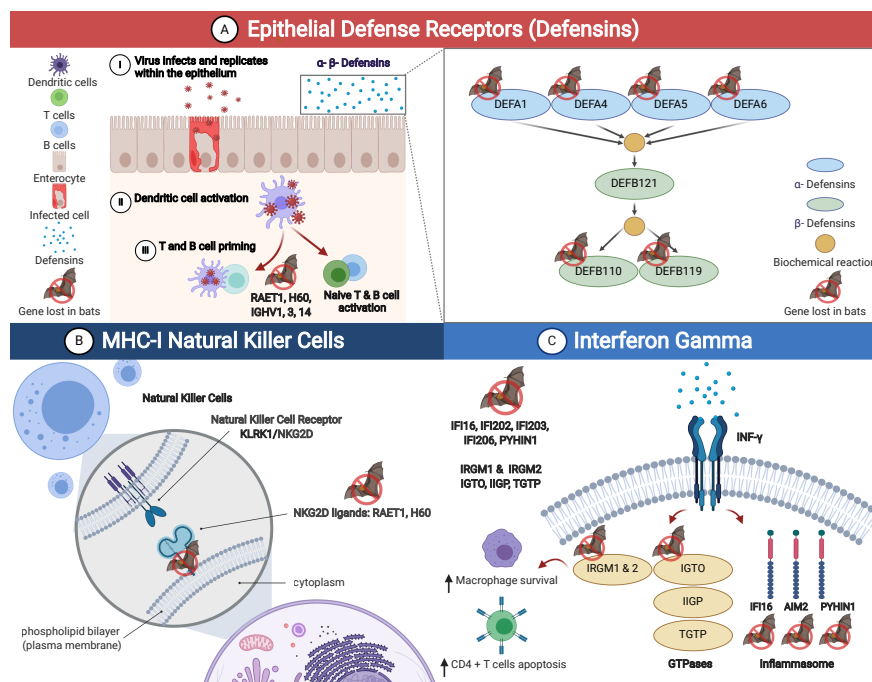 A Epithelial Defense Receptors (Defensins)
Dendritic cells
T cells
B cells
Enterocyte
Infected cell
Defensins
Gene lost in bats
I Virus infects and replicates
within the epithelium
α- β- Defensins
II Dendritic cell activation
III T and B cell priming
RAET1, H60,
IGHV1, 3, 14
Naive T & B cell
activation
DEFA1
DEFA4
DEFA5
DEFA6
DEFB121
DEFB110
DEFB119
α- Defensins
β- Defensins
Biochemical reaction
Gene lost in bats
B MHC-I Natural Killer Cells
Natural Killer Cells
Natural Killer Cell Receptor
KLRK1/NKG2D
NKG2D ligands: RAET1, H60
cytoplasm
phospholipid bilayer
(plasma membrane)
C Interferon Gamma
IFI16, IFI202, IFI203,
IFI206, PYHIN1
IRGM1 & IRGM2
IGTO, IIGP, TGTP
INF-γ
Macrophage survival
CD4 + T cells apoptosis
IRGM1 & 2
IGTO
IIGP
TGTP
GTPases
IFI16
AIM2
PYHIN1
Inflammasome